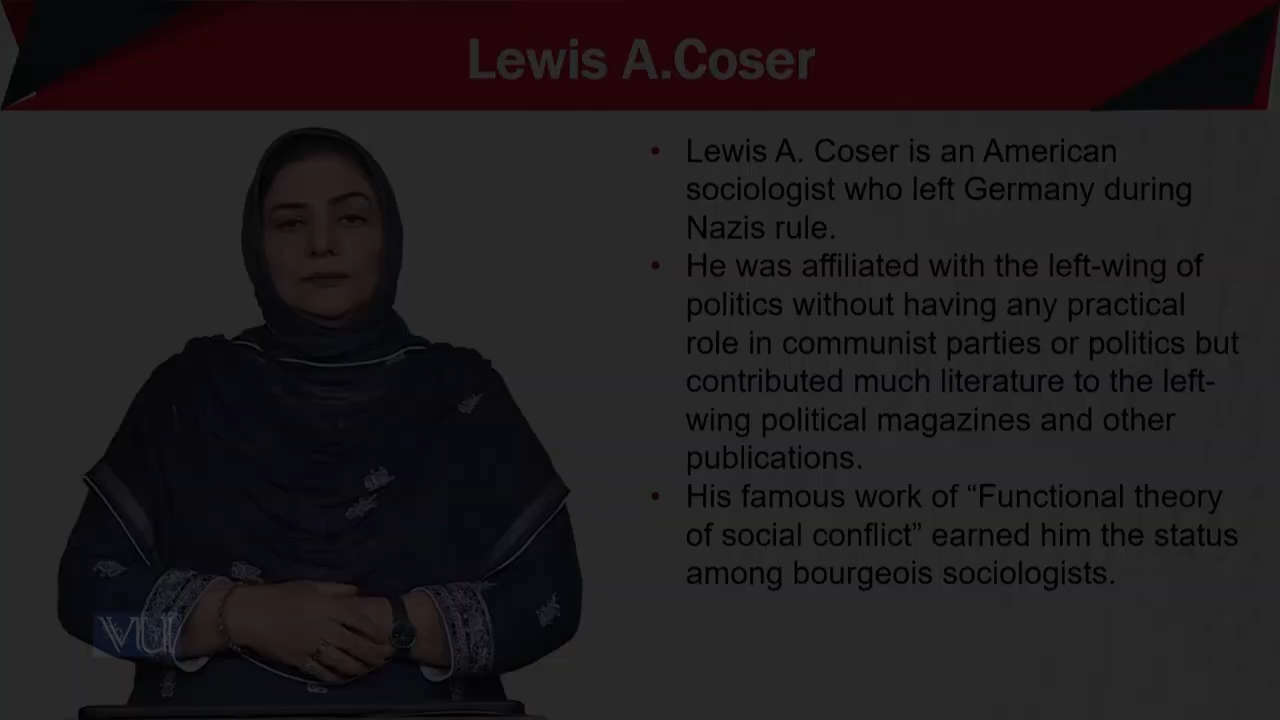 Lewis A.Coser
• Lewis A. Coser is an American
sociologist who left Germany during
Nazis rule.
• He was affiliated with the left-wing of
politics without having any practical
role in communist parties or politics but
contributed much literature to the left-
wing political magazines and other
publications.
• His famous work of “Functional theory
of social conflict” earned him the status
among bourgeois sociologists.
VU